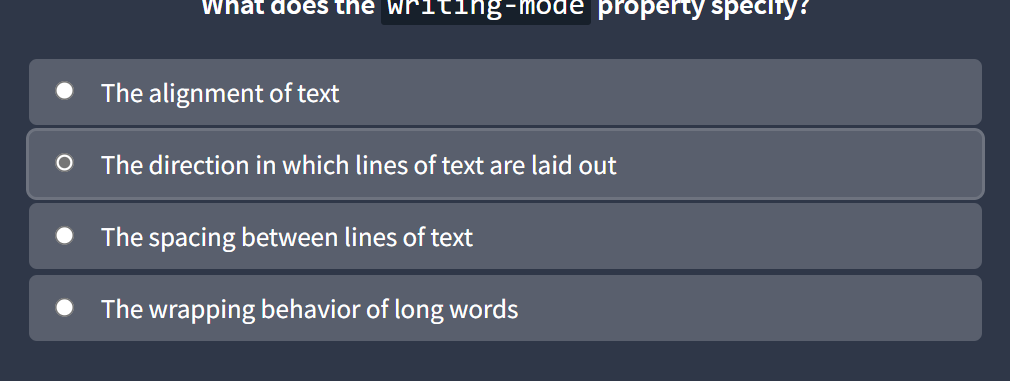 What does the writing-mode property specify?
The alignment of text
The direction in which lines of text are laid out
The spacing between lines of text
The wrapping behavior of long words